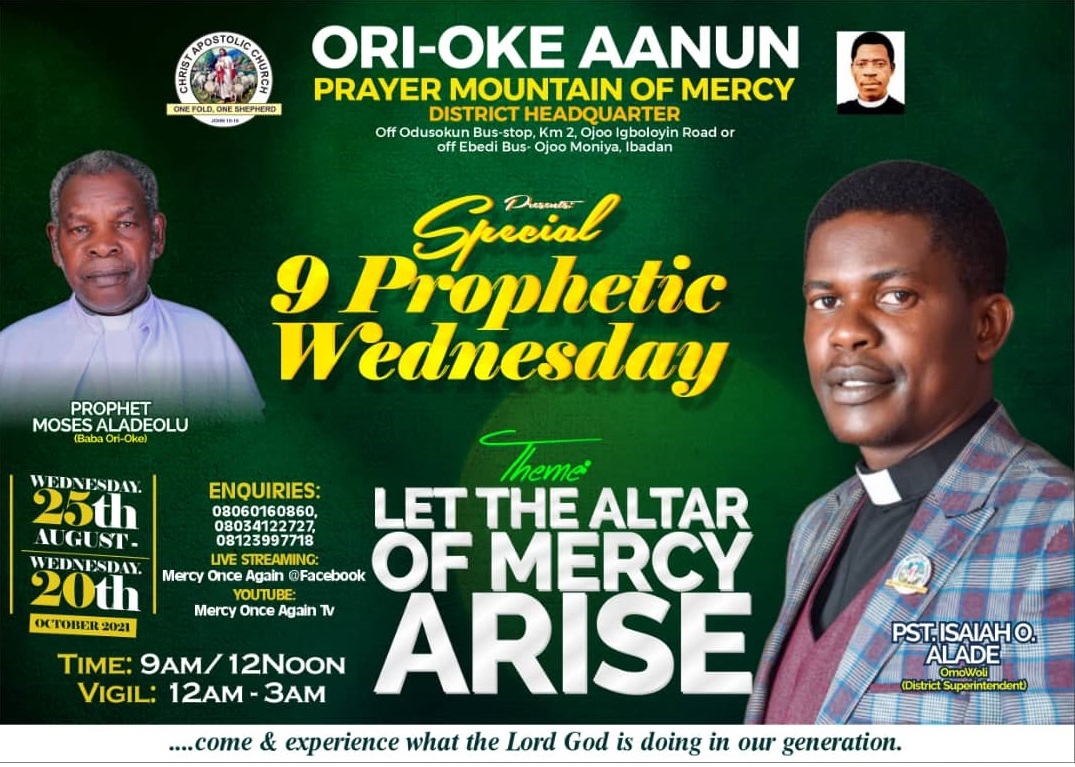 CHRIST APOSTOLIC CHURCH
ONE FOLD, ONE SHEPHERD
JOHN 10:16
ORI-OKE AANUN
PRAYER MOUNTAIN OF MERCY
DISTRICT HEADQUARTER
Off Odusokun Bus-stop, Km 2, Ojoo Igboloyin Road or
off Ebedi Bus- Ojoo Moniya, Ibadan
Presents:
Special
9 Prophetic
Wednesday
PROPHET
MOSES ALADEOLU
(Baba Ori-Oke)
WEDNESDAY.
25th
AUGUST-
WEDNESDAY.
20th
OCTOBER 2021
ENQUIRIES:
08060160860,
08034122727,
08123997718
LIVE STREAMING:
Mercy Once Again @Facebook
YOUTUBE:
Mercy Once Again Tv
TIME: 9AM/12NOON
VIGIL: 12AM - 3AM
Theme:
LET THE ALTAR
OF MERCY
ARISE
PST. ISAIAH O.
ALADE
OmoWoli
(District Superintendent)
....come & experience what the Lord God is doing in our generation.